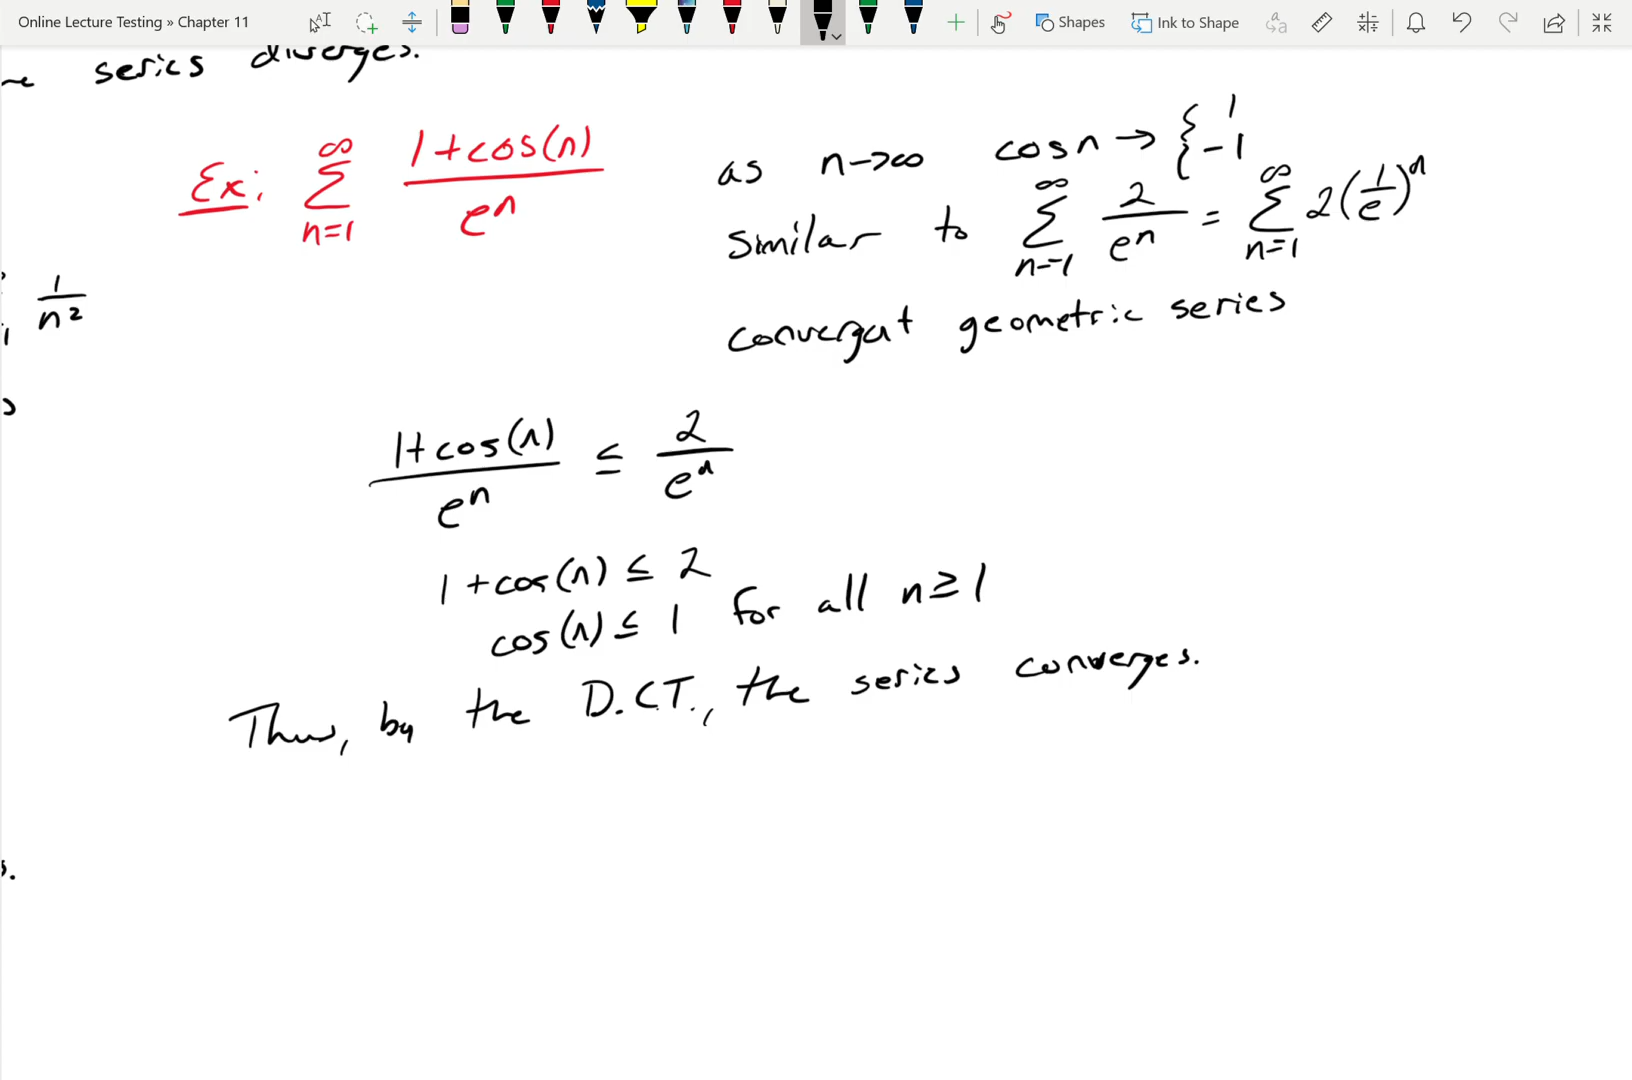 Online Lecture Testing » Chapter 11
Shapes
Ink to Shape
series diverges.
Ex: ∞ Σ n=1 1+cos(n) / e^n
as n→∞ cos n → { 1 -1
similar to ∞ Σ n=1 2 / e^n = ∞ Σ n=1 2(1/e)^n
convergent geometric series
1 / n²
1+cos(n) / e^n ≤ 2 / e^n
1+cos(n) ≤ 2
cos(n) ≤ 1 for all n≥1
Thus, by the D.C.T., the series converges.
s.